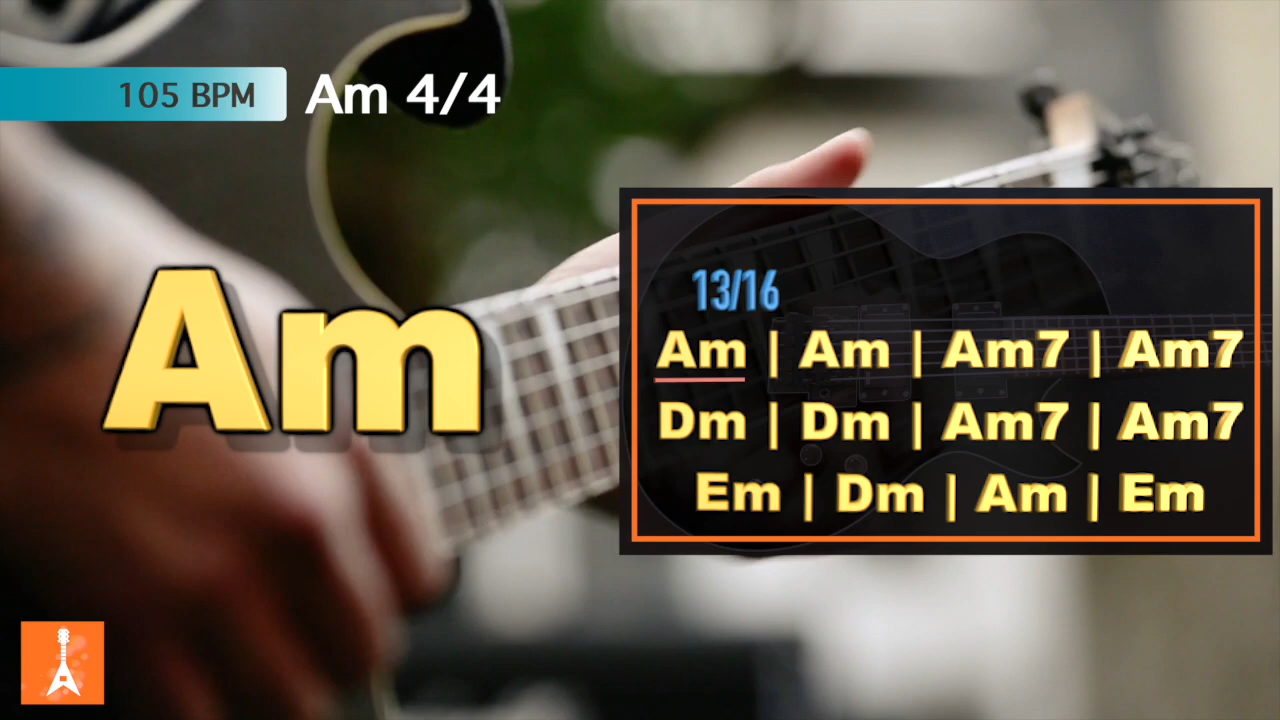 105 BPM Am 4/4
Am
13/16
Am | Am | Am7 | Am7
Dm | Dm | Am7 | Am7
Em | Dm | Am | Em